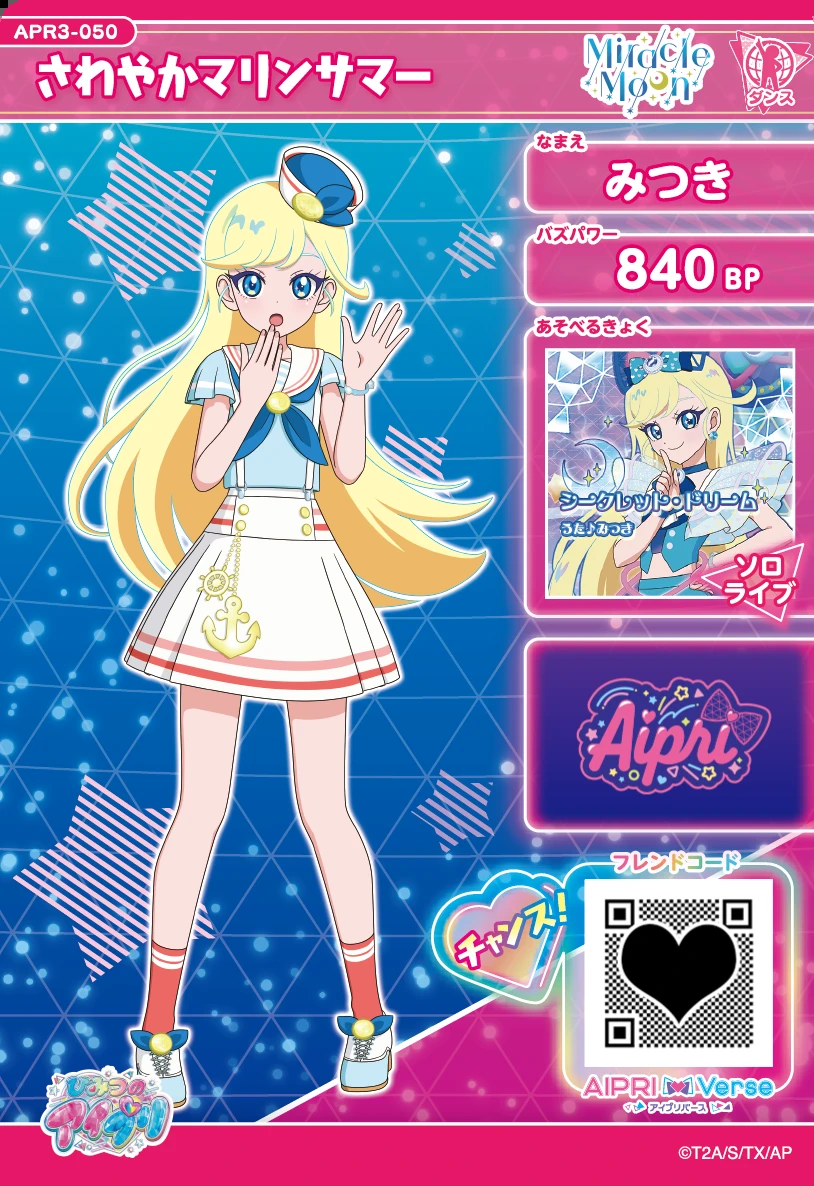 APR3-050
さわやかマリンサマー
Miracle
Moon
ダンス
なまえ
みつき
バズパワー
840 BP
あそべるきょく
シークレット・ドリーム
うた♪みつき
ソロ
ライブ
Aipri
フレンドコード
チャンス!
AIPRI Verse
アイプリバース
ひみつの
アイプリ
©T2A/S/TX/AP